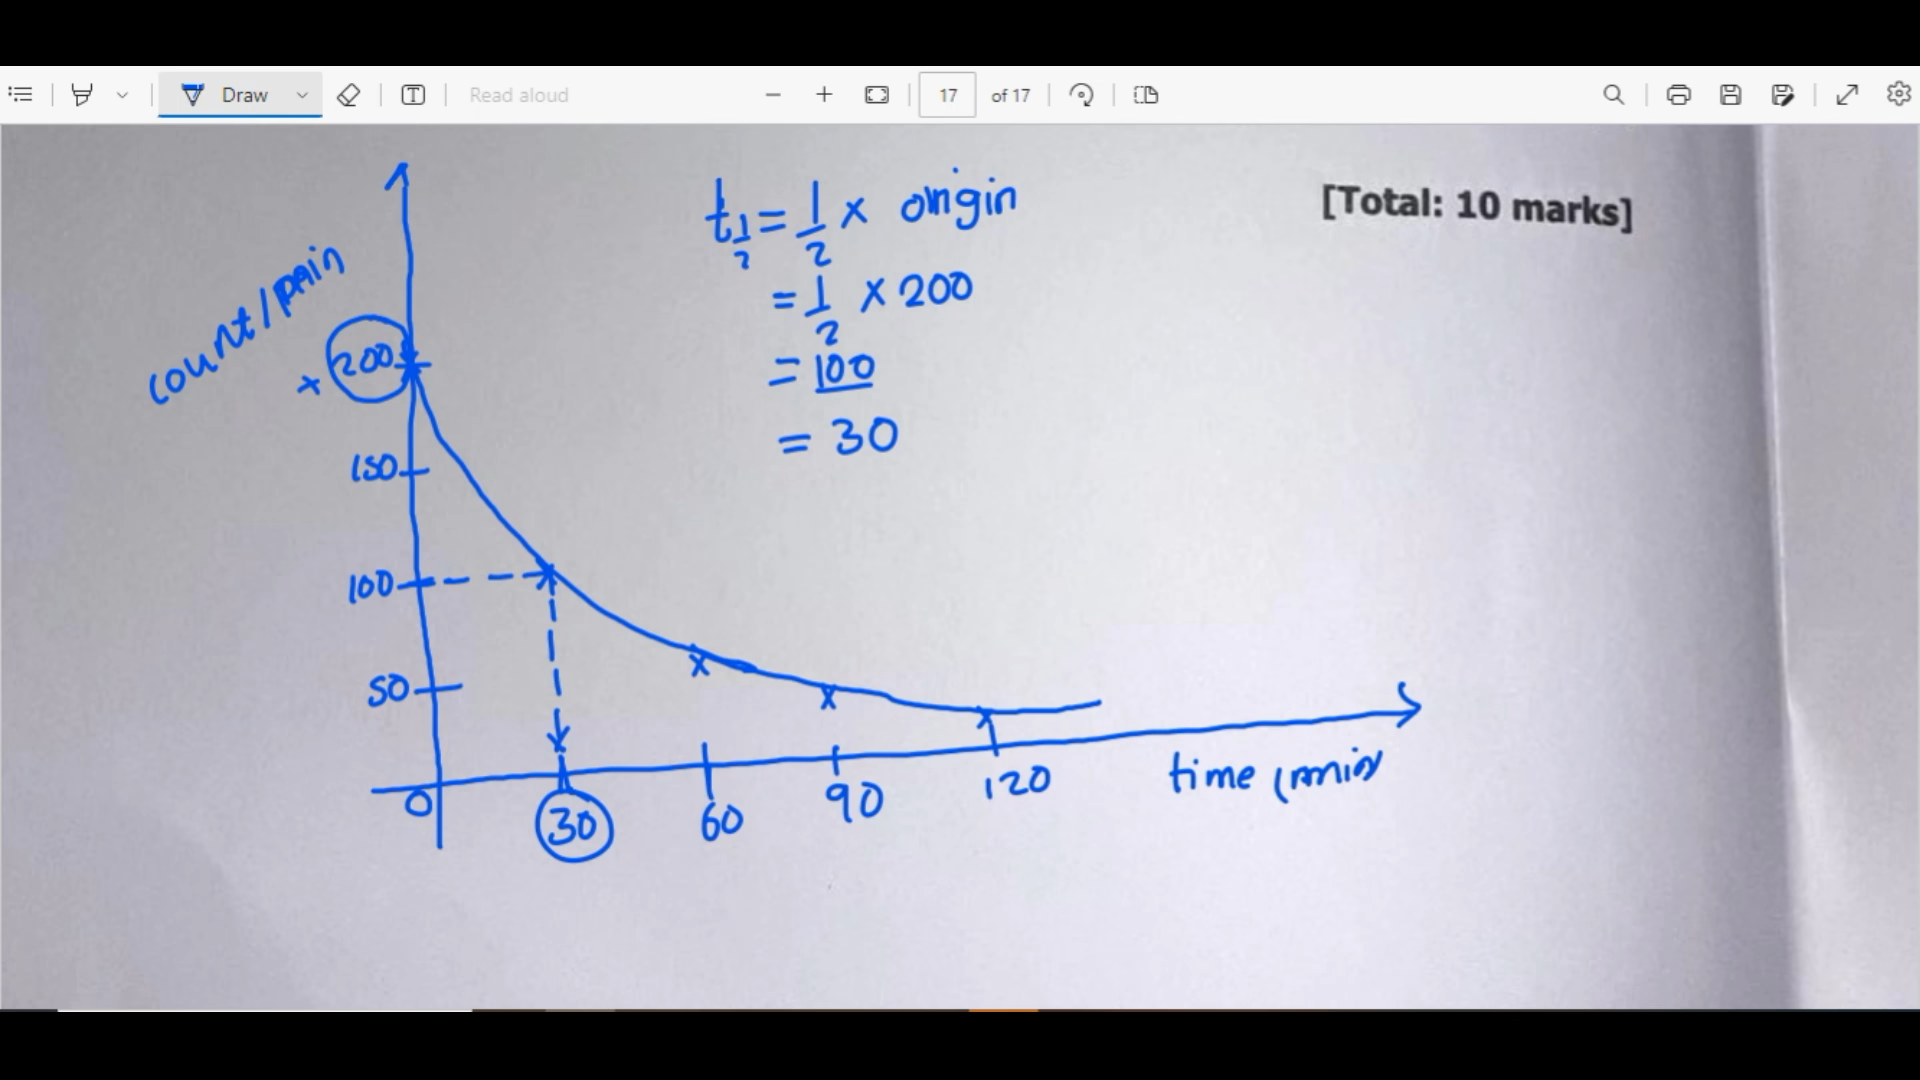 Draw
Read aloud
17 of 17
[Total: 10 marks]
t1/2 = 1/2 x origin
= 1/2 x 200
= 100
= 30
count/
x 200
150
100
50
0
30
60
90
120
time (min)